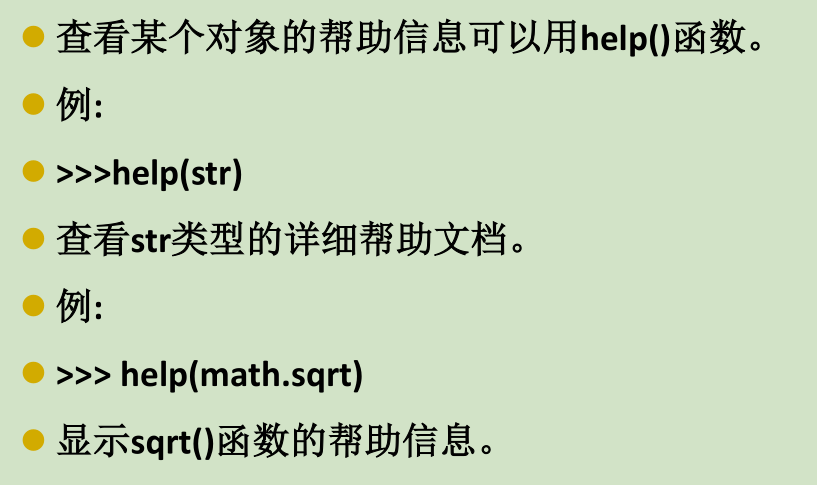 查看某个对象的帮助信息可以用help()函数。
例:
>>>help(str)
查看str类型的详细帮助文档。
例:
>>> help(math.sqrt)
显示sqrt()函数的帮助信息。